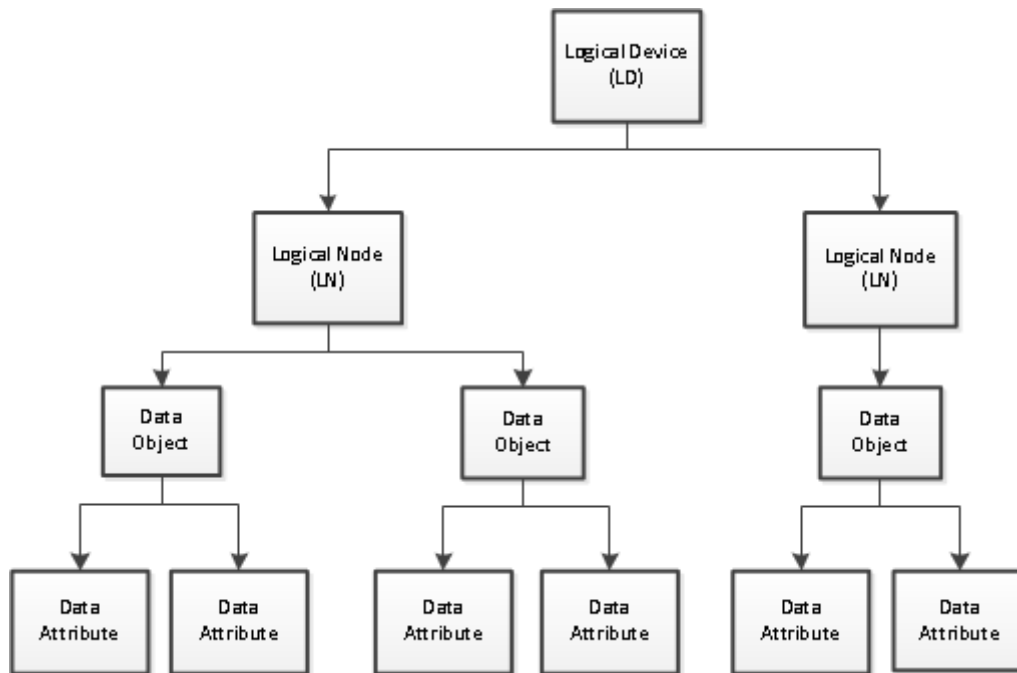 Logical Device
(LD)
Logical Node
(LN)
Logical Node
(LN)
Data
Object
Data
Object
Data
Object
Data
Attribute
Data
Attribute
Data
Attribute
Data
Attribute
Data
Attribute
Data
Attribute